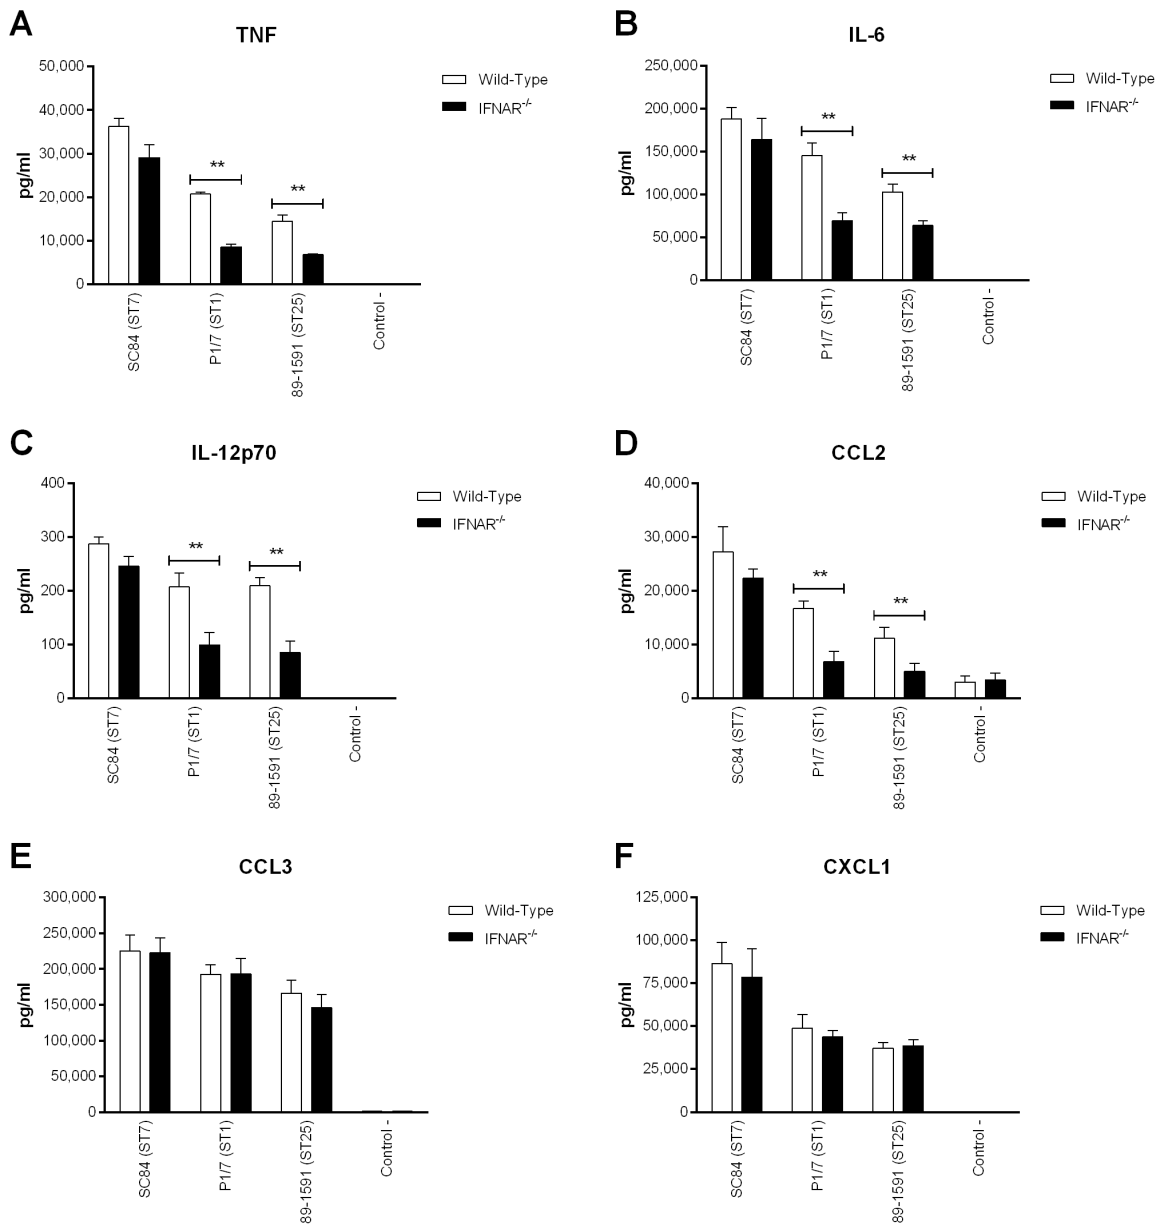 A
TNF
50,000
40,000
30,000
20,000
10,000
0
pg/ml
**
**
Wild-Type
IFNAR-/-
SC84 (ST7)
P1/7 (ST1)
89-1591 (ST25)
Control -
B
IL-6
250,000
200,000
150,000
100,000
50,000
0
pg/ml
**
**
Wild-Type
IFNAR-/-
SC84 (ST7)
P1/7 (ST1)
89-1591 (ST25)
Control -
C
IL-12p70
400
300
200
100
0
pg/ml
**
**
Wild-Type
IFNAR-/-
SC84 (ST7)
P1/7 (ST1)
89-1591 (ST25)
Control -
D
CCL2
40,000
30,000
20,000
10,000
0
pg/ml
**
**
Wild-Type
IFNAR-/-
SC84 (ST7)
P1/7 (ST1)
89-1591 (ST25)
Control -
E
CCL3
300,000
250,000
200,000
150,000
100,000
50,000
0
pg/ml
Wild-Type
IFNAR-/-
SC84 (ST7)
P1/7 (ST1)
89-1591 (ST25)
Control -
F
CXCL1
125,000
100,000
75,000
50,000
25,000
0
pg/ml
Wild-Type
IFNAR-/-
SC84 (ST7)
P1/7 (ST1)
89-1591 (ST25)
Control -